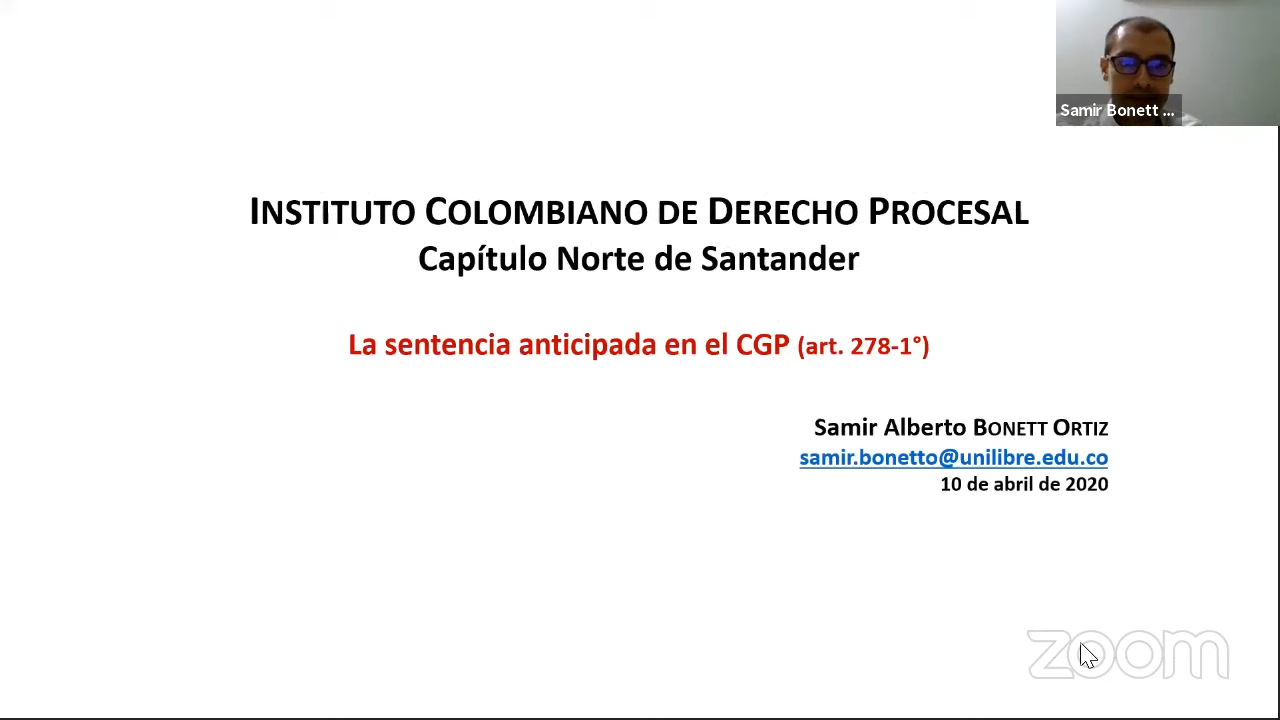 Samir Bonett ...
INSTITUTO COLOMBIANO DE DERECHO PROCESAL
Capítulo Norte de Santander
La sentencia anticipada en el CGP (art. 278-1°)
Samir Alberto BONETT ORTIZ
samir.bonetto@unilibre.edu.co
10 de abril de 2020
zoom